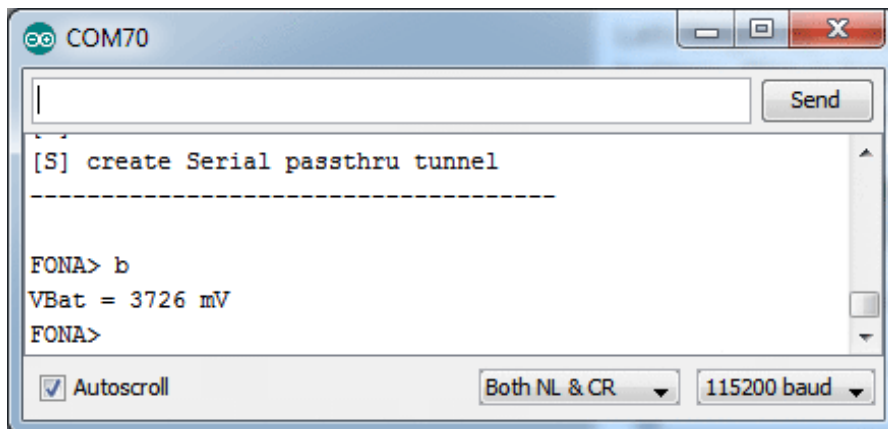 COM70
Send
[S] create Serial passthru tunnel
-------------------------------------
FONA> b
VBat = 3726 mV
FONA>
Autoscroll
Both NL & CR
115200 baud